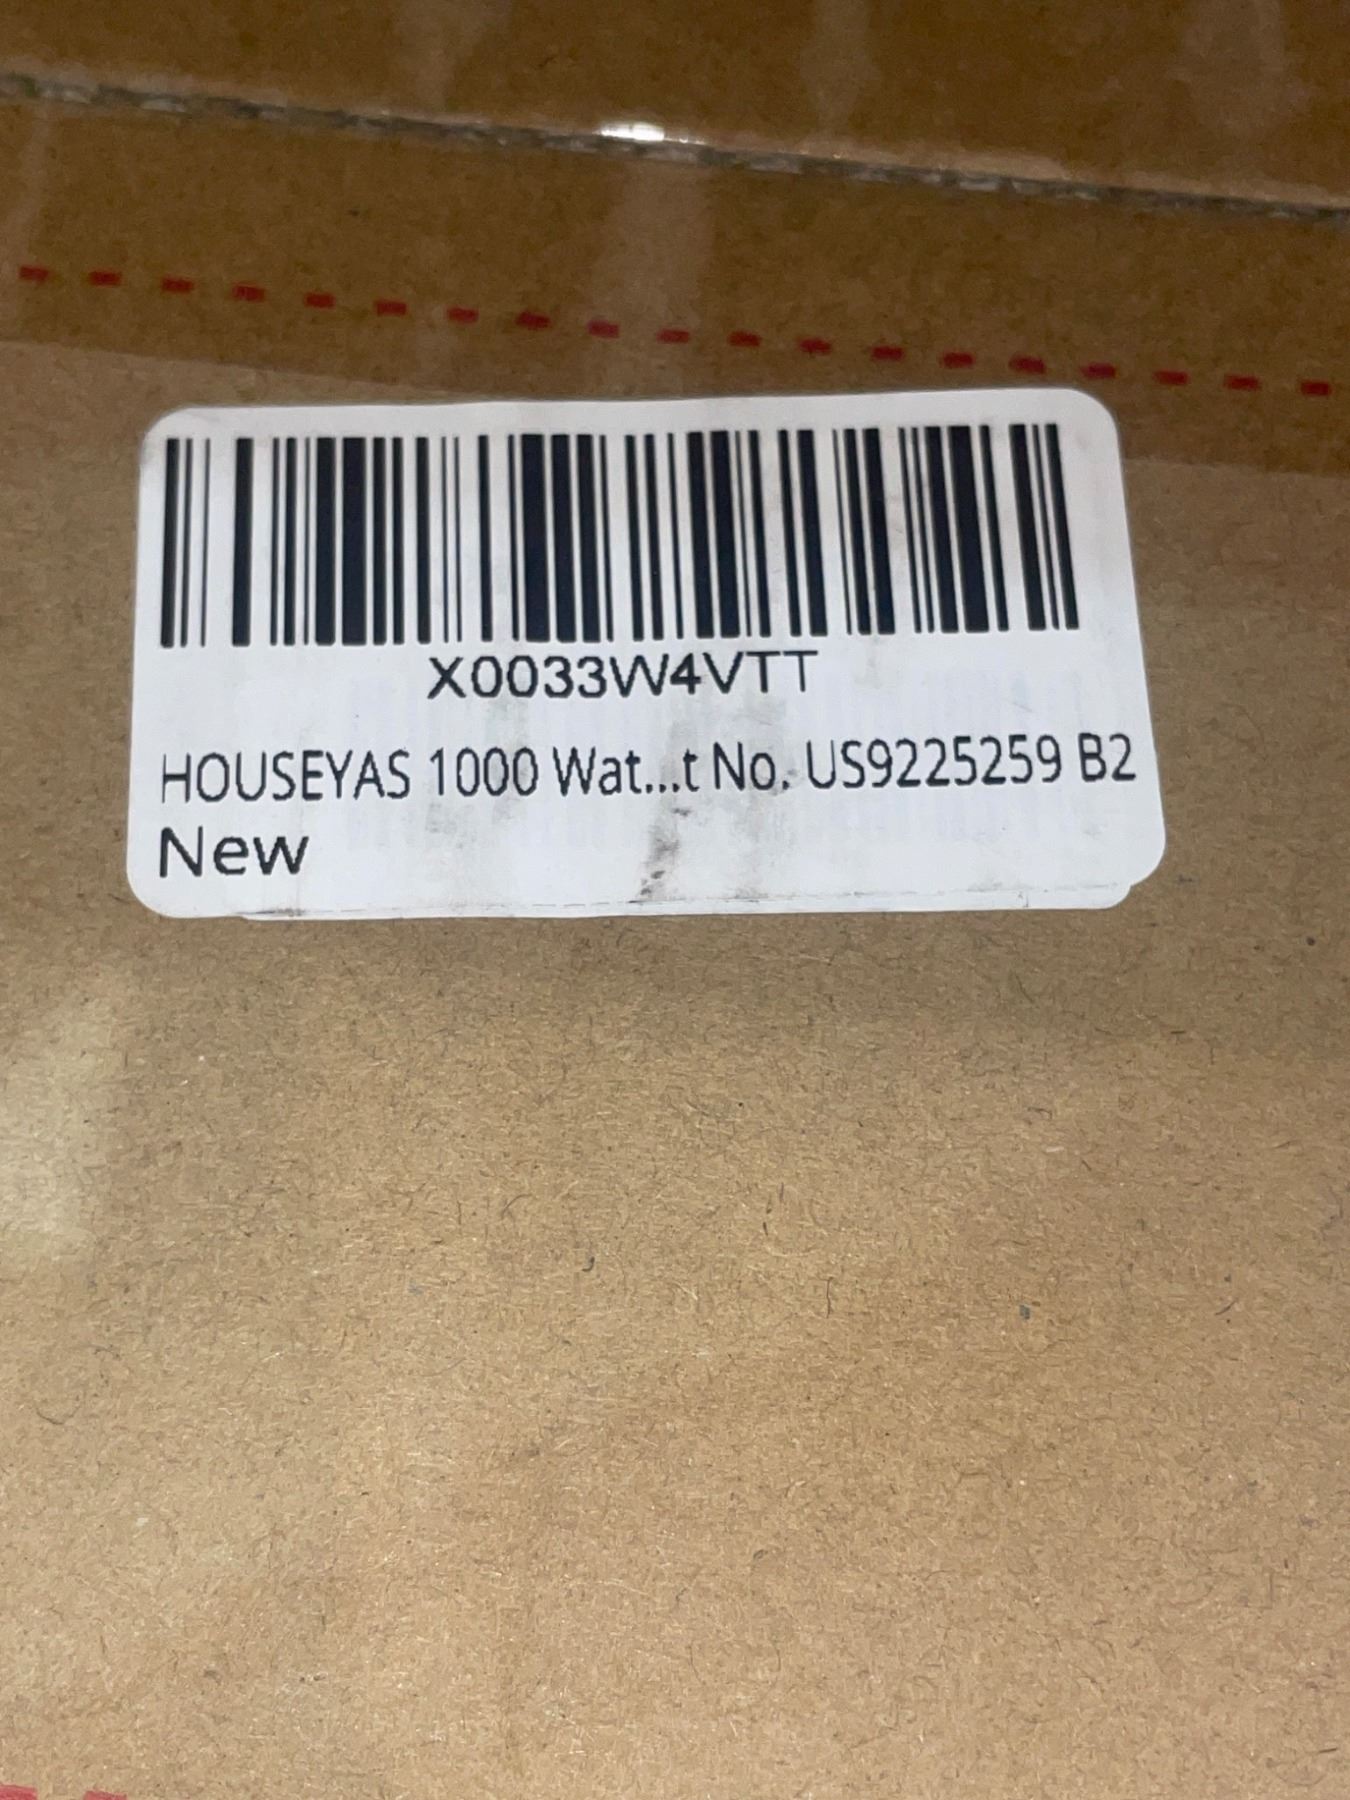 X0033W4VTT
HOUSEYAS 1000 Wat...t No. US9225259 B2
New